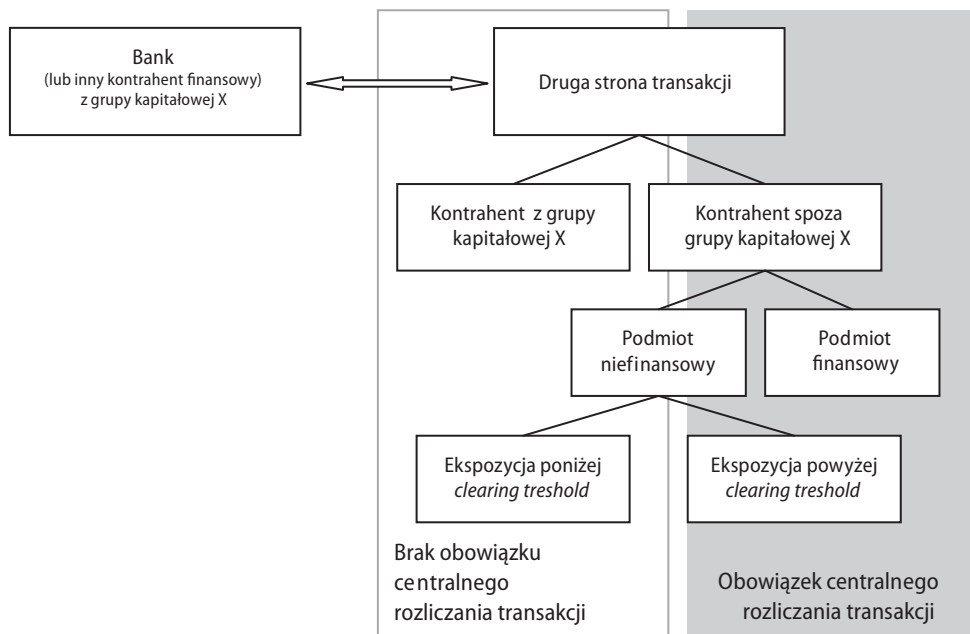 Bank
(lub inny kontrahent finansowy)
z grupy kapitałowej X
Druga strona transakcji
Kontrahent z grupy
kapitałowej X
Kontrahent spoza
grupy kapitałowej X
Podmiot
niefinansowy
Podmiot
finansowy
Ekspozycja poniżej
clearing treshold
Ekspozycja powyżej
clearing treshold
Brak obowiązku
centralnego
rozliczania transakcji
Obowiązek centralnego
rozliczania transakcji